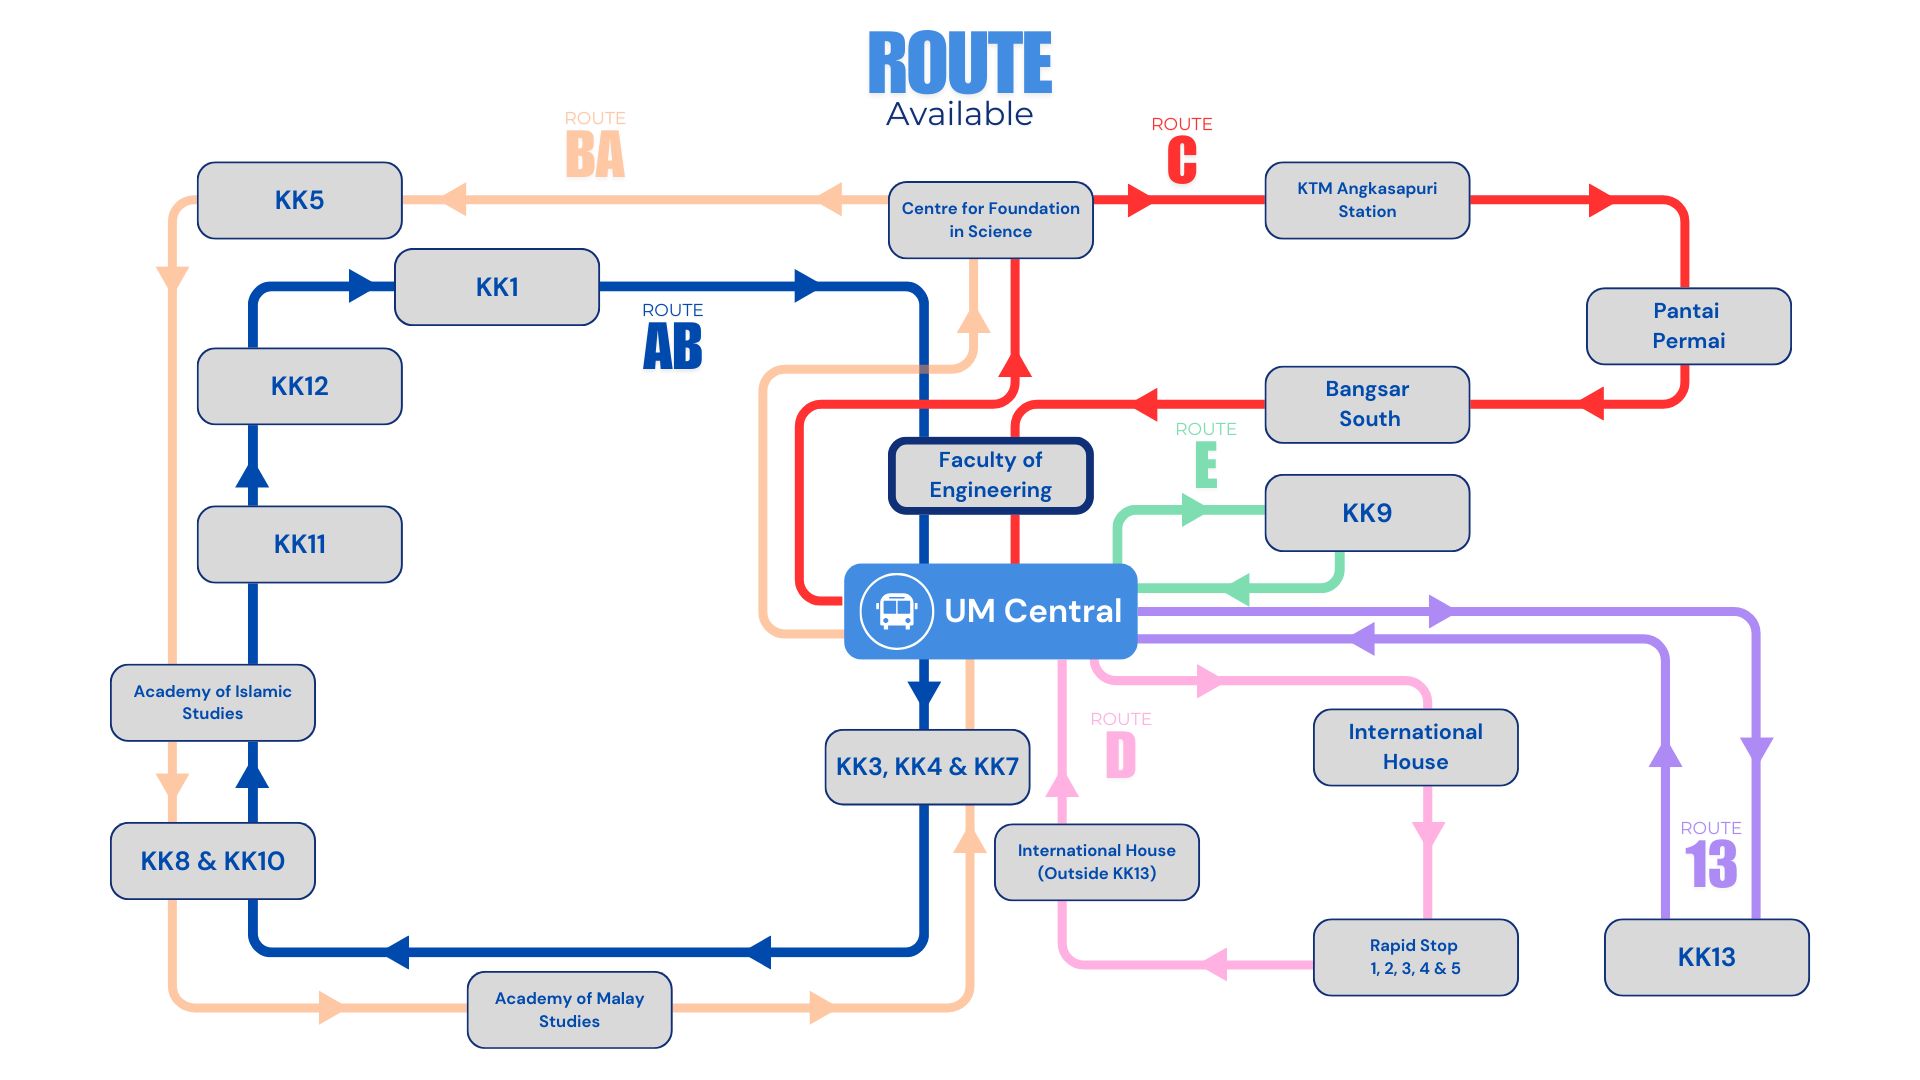 ROUTE
Available
ROUTE
BA
ROUTE
C
KK5
Centre for Foundation
in Science
KTM Angkasapuri
Station
KK1
ROUTE
AB
Pantai
Permai
KK12
Bangsar
South
Faculty of
Engineering
ROUTE
E
KK9
KK11
UM Central
Academy of Islamic
Studies
KK3, KK4 & KK7
ROUTE
D
International
House
KK8 & KK10
International House
(Outside KK13)
ROUTE
13
Rapid Stop
1, 2, 3, 4 & 5
KK13
Academy of Malay
Studies